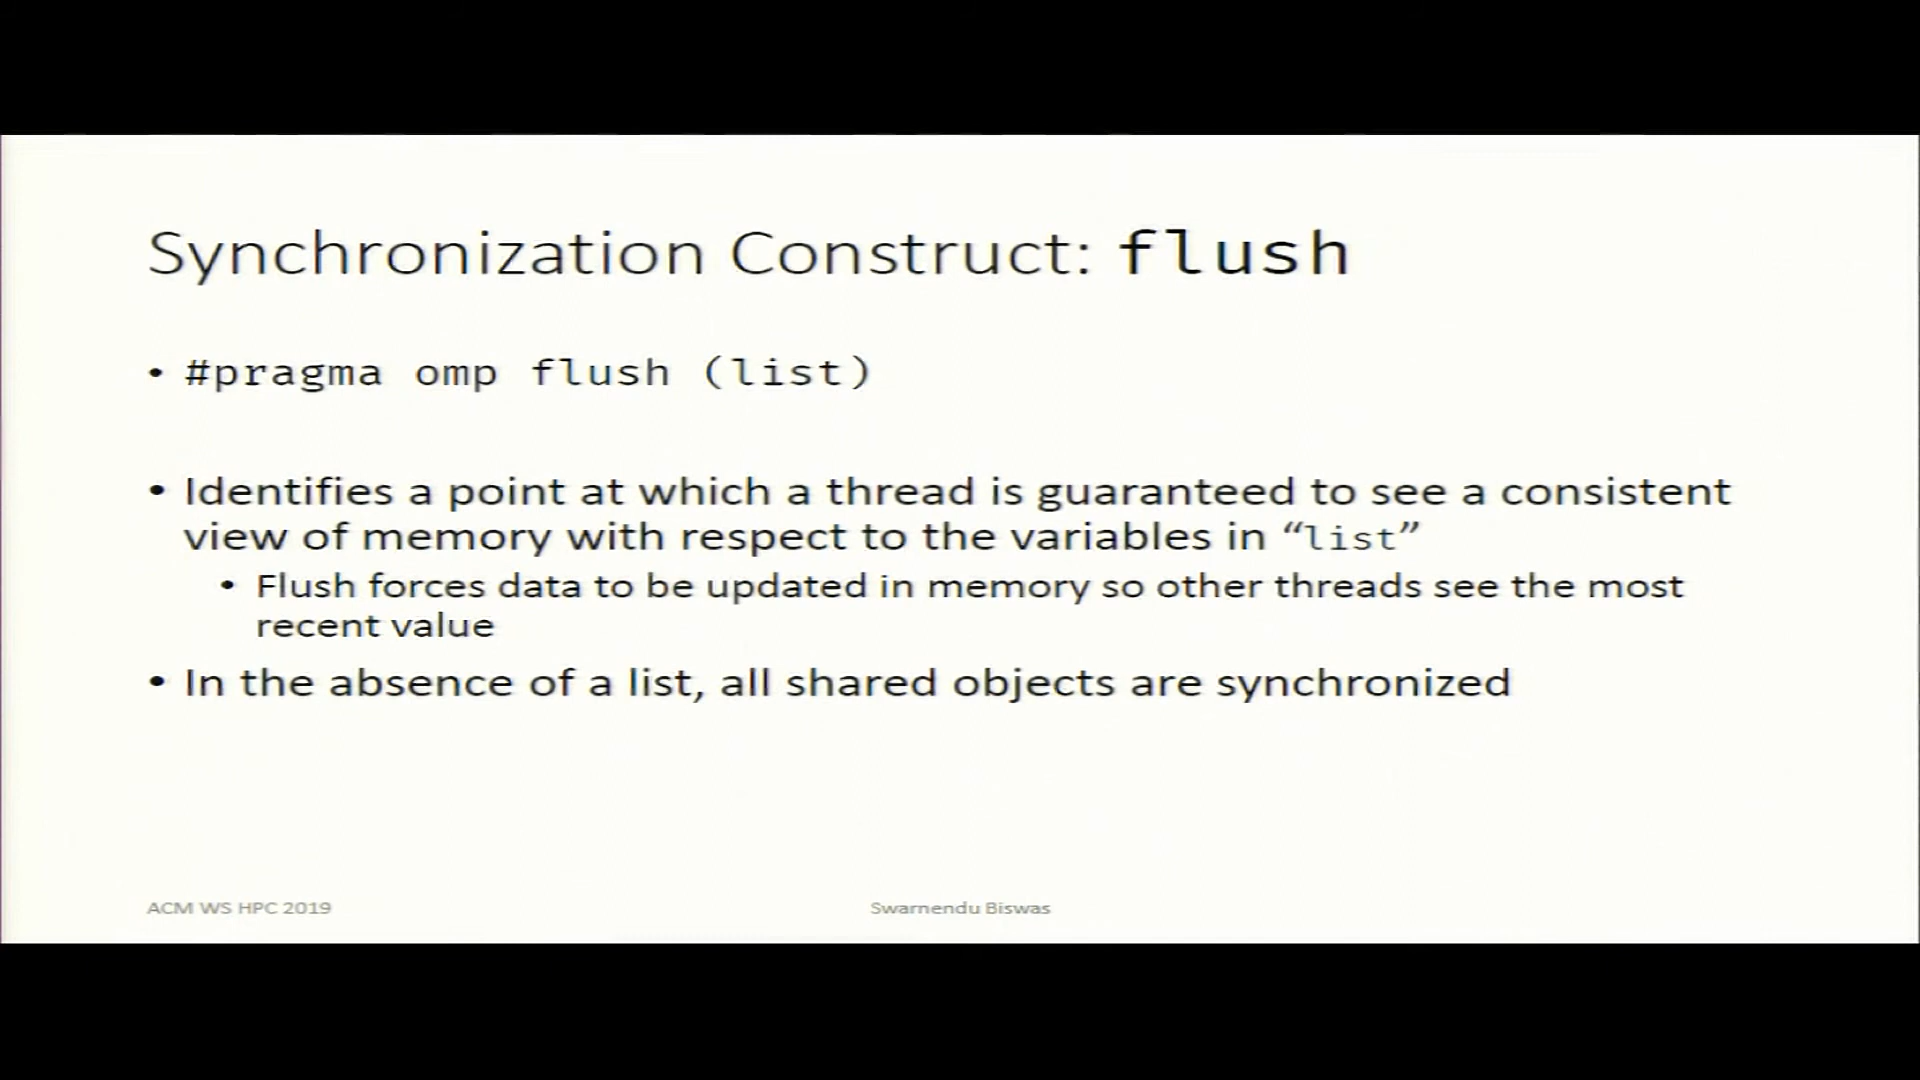 Synchronization Construct: flush
• #pragma omp flush (list)
• Identifies a point at which a thread is guaranteed to see a consistent
view of memory with respect to the variables in “list”
• Flush forces data to be updated in memory so other threads see the most
recent value
• In the absence of a list, all shared objects are synchronized
ACM WS HPC 2019
Swarnendu Biswas